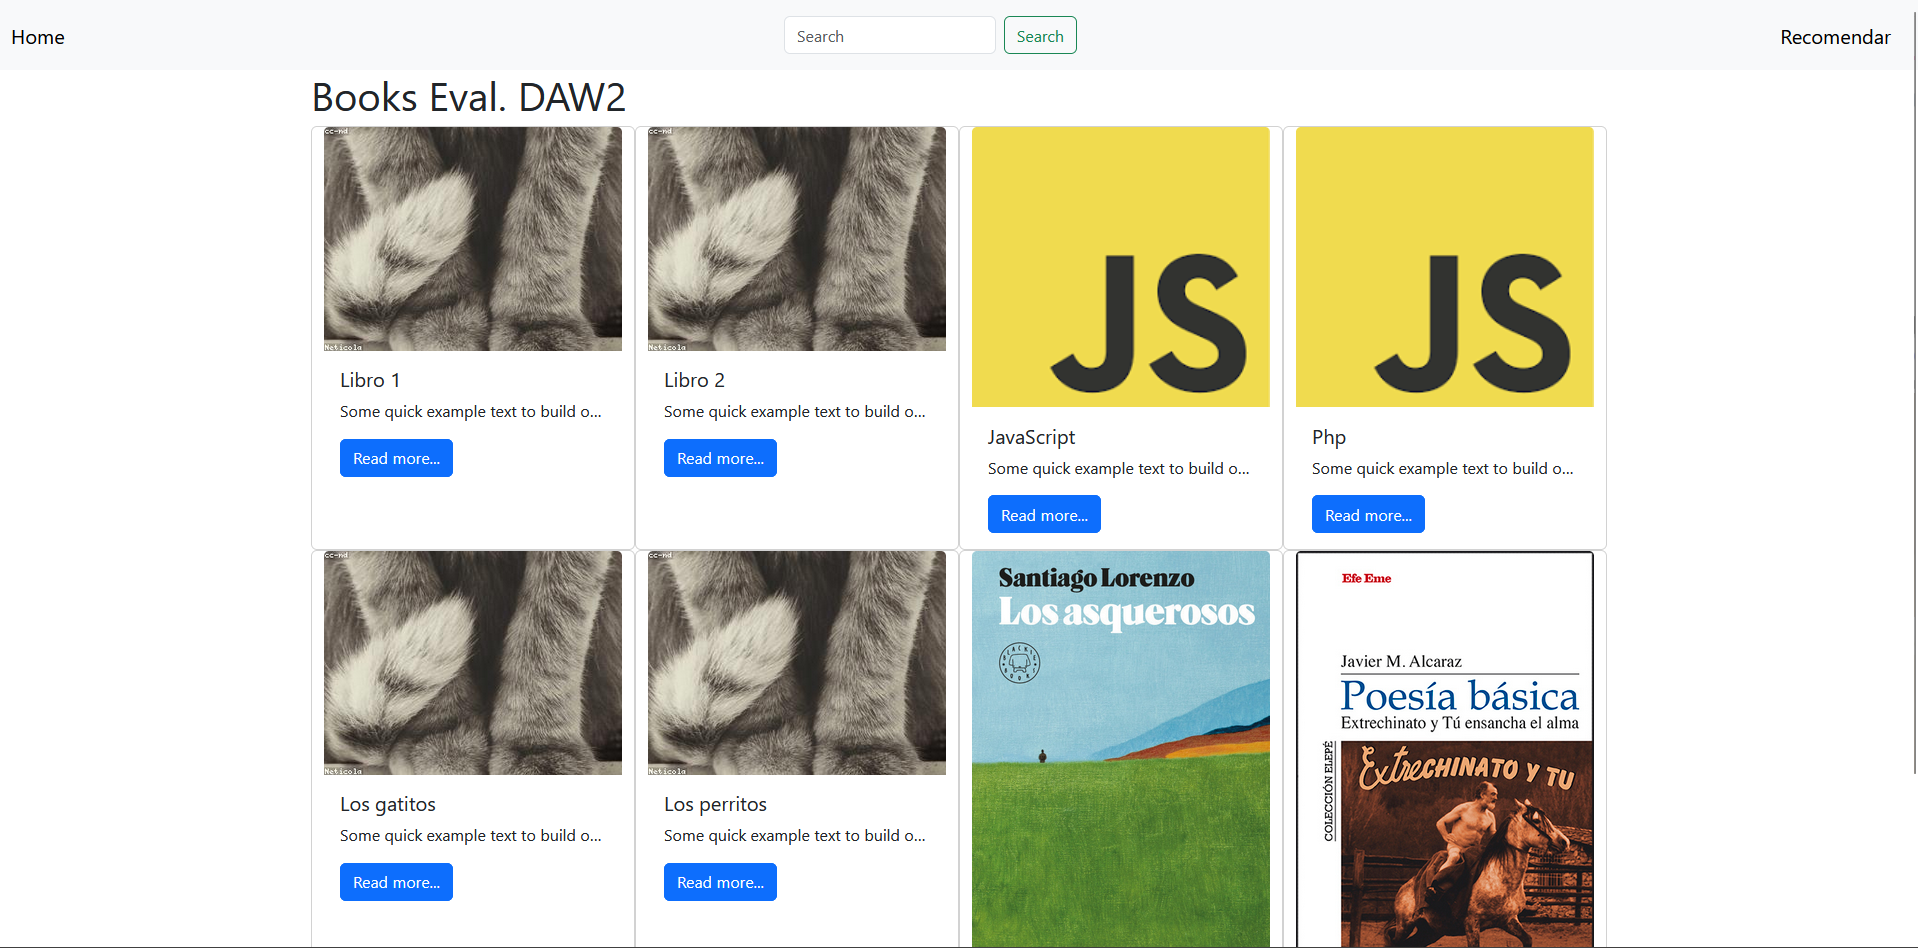 Home
Search
Search
Recomendar
Books Eval. DAW2
cc-nd
Neticola
Libro 1
Some quick example text to build o...
Read more...
cc-nd
Neticola
Libro 2
Some quick example text to build o...
Read more...
JS
JavaScript
Some quick example text to build o...
Read more...
JS
Php
Some quick example text to build o...
Read more...
cc-nd
Neticola
Los gatitos
Some quick example text to build o...
Read more...
cc-nd
Neticola
Los perritos
Some quick example text to build o...
Read more...
Santiago Lorenzo
Los asquerosos
BLACKIE BOOKS
Efe Eme
Javier M. Alcaraz
Poesía básica
Extrechinato y Tú ensancha el alma
COLECCIÓN ELEPÉ
EXTRECHINATO Y TU